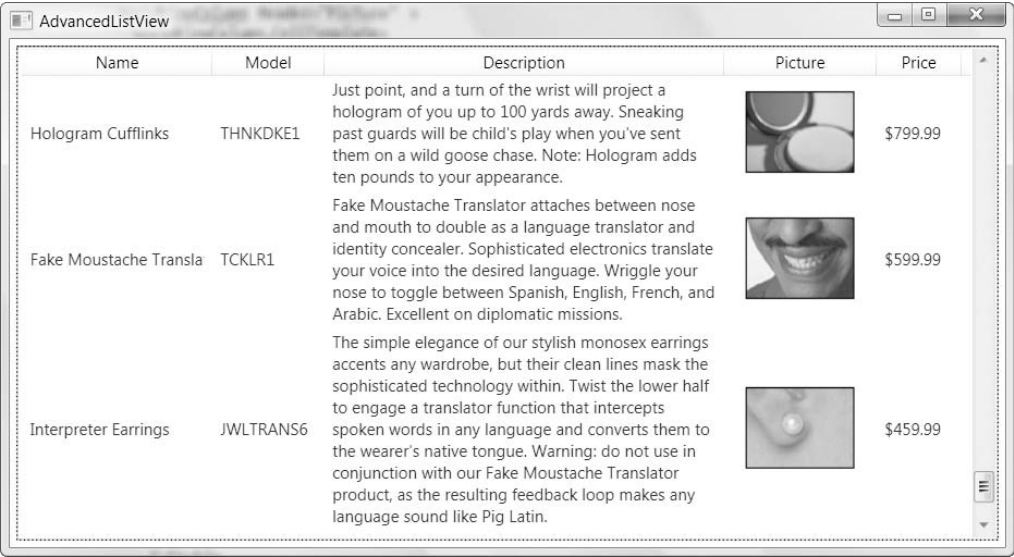 AdvancedListView
Name Model Description Picture Price
Hologram Cufflinks THNKDKE1
Just point, and a turn of the wrist will project a
hologram of you up to 100 yards away. Sneaking
past guards will be child's play when you've sent
them on a wild goose chase. Note: Hologram adds
ten pounds to your appearance.
$799.99
Fake Moustache Transla TCKLR1
Fake Moustache Translator attaches between nose
and mouth to double as a language translator and
identity concealer. Sophisticated electronics translate
your voice into the desired language. Wriggle your
nose to toggle between Spanish, English, French, and
Arabic. Excellent on diplomatic missions.
$599.99
Interpreter Earrings JWLTRANS6
The simple elegance of our stylish monosex earrings
accents any wardrobe, but their clean lines mask the
sophisticated technology within. Twist the lower half
to engage a translator function that intercepts
spoken words in any language and converts them to
the wearer's native tongue. Warning: do not use in
conjunction with our Fake Moustache Translator
product, as the resulting feedback loop makes any
language sound like Pig Latin.
$459.99